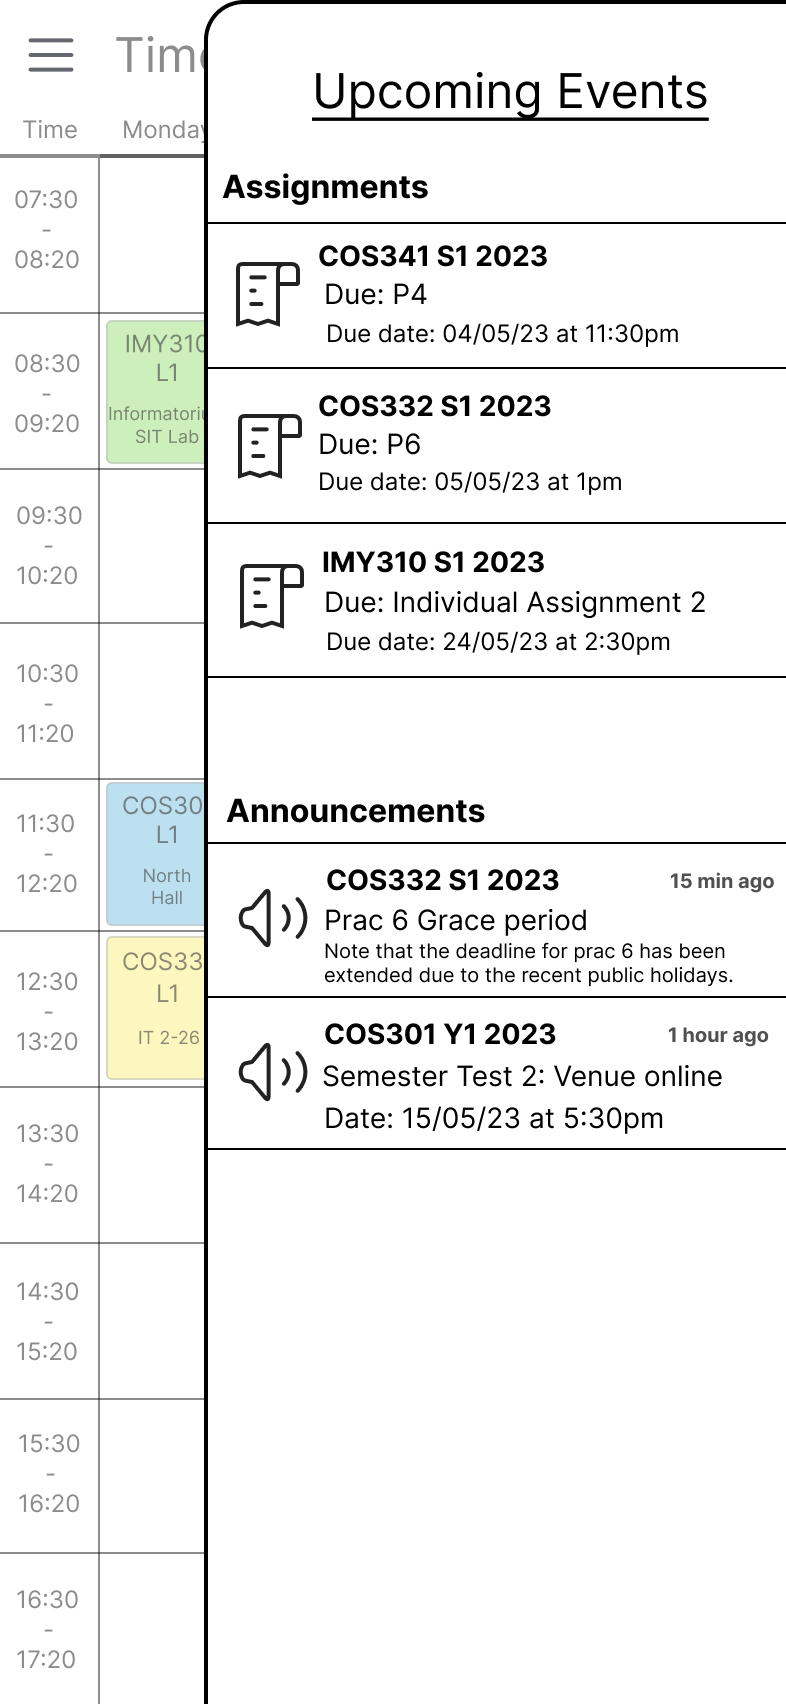 Time
Monday
07:30
-
08:20
08:30
-
09:20
09:30
-
10:20
10:30
-
11:20
11:30
-
12:20
12:30
-
13:20
13:30
-
14:20
14:30
-
15:20
15:30
-
16:20
16:30
-
17:20
IMY310
L1
SIT Lab
COS30
L1
North
Hall
COS33
L1
IT 2-26
Upcoming Events
Assignments
COS341 S1 2023
Due: P4
Due date: 04/05/23 at 11:30pm
COS332 S1 2023
Due: P6
Due date: 05/05/23 at 1pm
IMY310 S1 2023
Due: Individual Assignment 2
Due date: 24/05/23 at 2:30pm
Announcements
COS332 S1 2023 15 min ago
Prac 6 Grace period
Note that the deadline for prac 6 has been
extended due to the recent public holidays.
COS301 Y1 2023 1 hour ago
Semester Test 2: Venue online
Date: 15/05/23 at 5:30pm